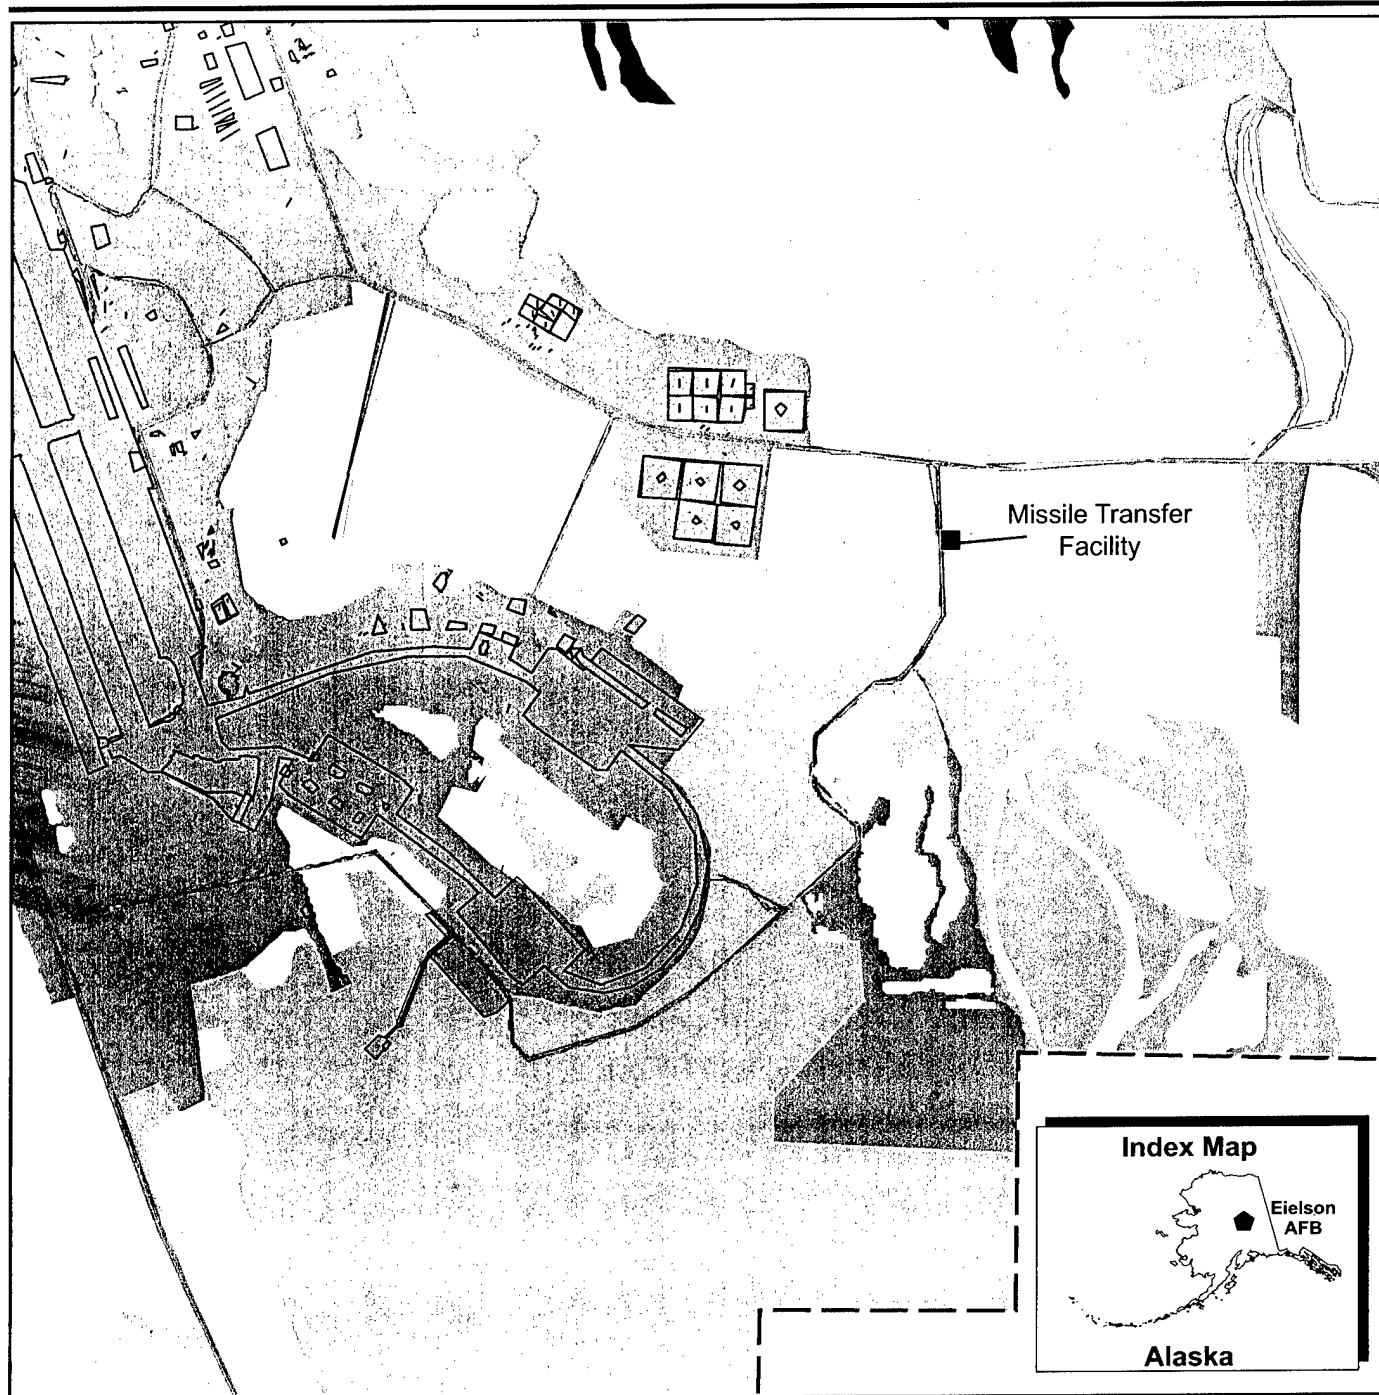 Missile Transfer
Facility
Index Map
Eielson
AFB
Alaska